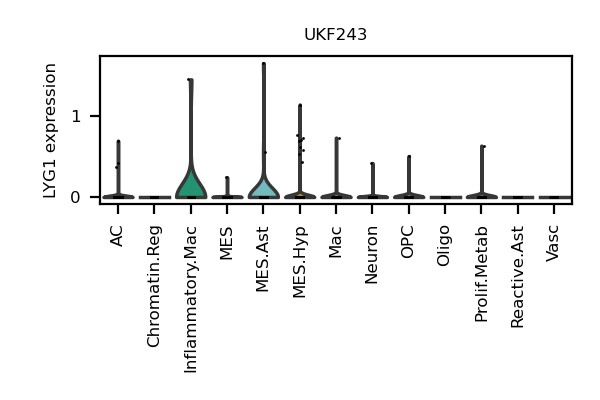 UKF243
LYG1 expression
1
0
AC
Chromatin.Reg
Inflammatory.Mac
MES
MES.Ast
MES.Hyp
Mac
Neuron
OPC
Oligo
Prolif.Metab
Reactive.Ast
Vasc